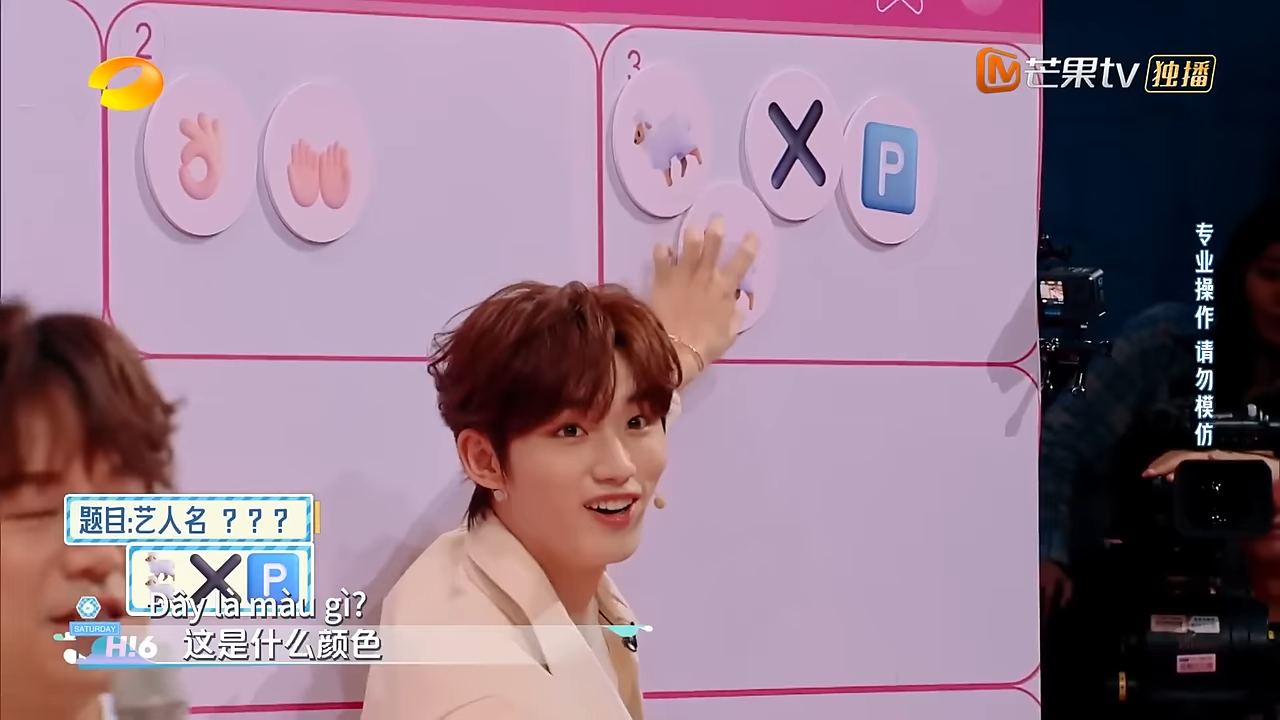 2
3
X
P
芒果tv 独播
专业操作 请勿模仿
题目:艺人名 ？？？
X P
Đây là màu gì?
SATURDAY
H!6
这是什么颜色